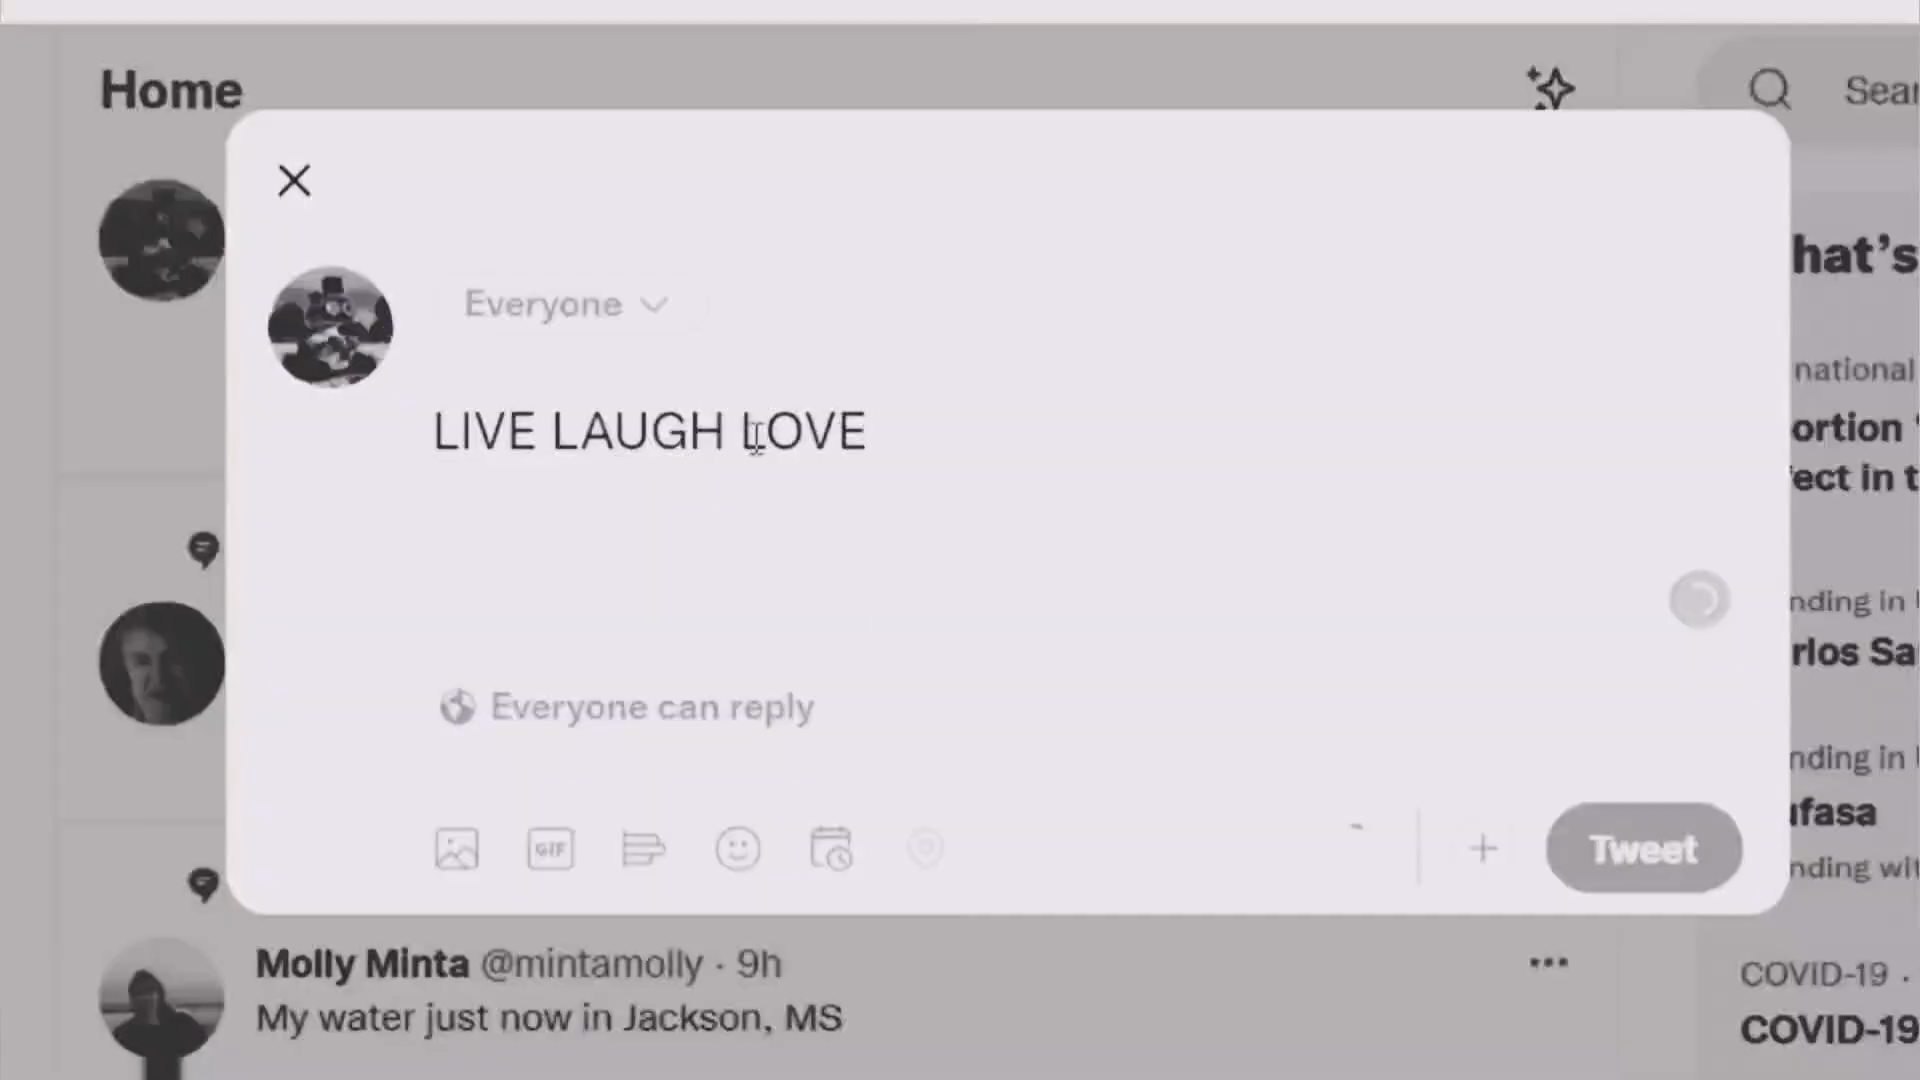 Home
Sear
Everyone
hat’s
national
LIVE LAUGH LOVE
ortion
ect in t
nding in
rlos Sa
Everyone can reply
nding in
ufasa
GIF
Tweet
nding wit
Molly Minta @mintamolly · 9h
My water just now in Jackson, MS
COVID-19 ·
COVID-19